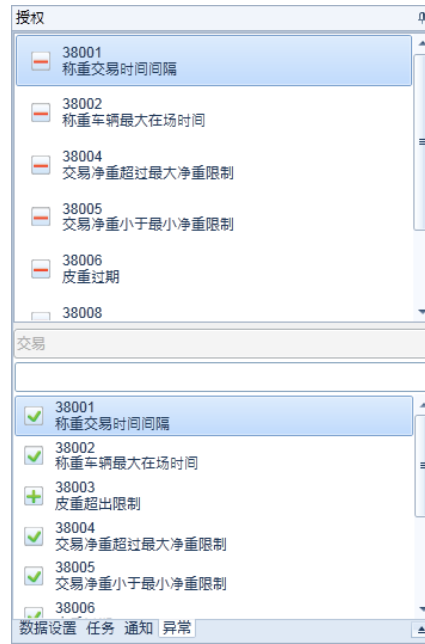 授权
38001
称重交易时间间隔
38002
称重车辆最大在场时间
38004
交易净重超过最大净重限制
38005
交易净重小于最小净重限制
38006
皮重过期
38008
交易
38001
称重交易时间间隔
38002
称重车辆最大在场时间
38003
皮重超出限制
38004
交易净重超过最大净重限制
38005
交易净重小于最小净重限制
38006
数据设置 任务 通知 异常